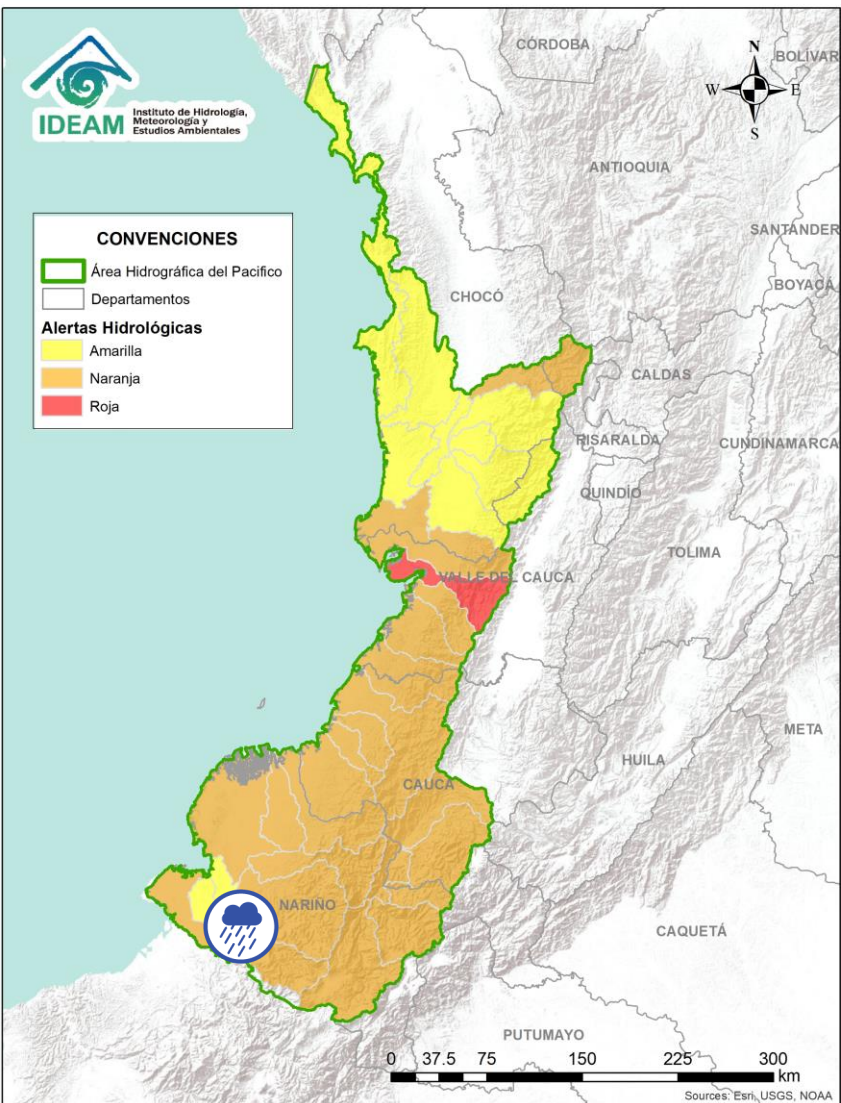 IDEAM
Instituto de Hidrología,
Meteorología y
Estudios Ambientales
CÓRDOBA
BOLÍVAR
N
W
E
S
ANTIOQUIA
SANTANDER
BOYACÁ
CONVENCIONES
Área Hidrográfica del Pacifico
Departamentos
Alertas Hidrológicas
Amarilla
Naranja
Roja
CHOCÓ
CALDAS
RISARALDA
CUNDINAMARCA
QUINDÍO
TOLIMA
VALLE DEL CAUCA
META
HUILA
CAUCA
NARIÑO
CAQUETÁ
PUTUMAYO
0 37.5 75 150 225 300
km
Sources: Esri, USGS, NOAA